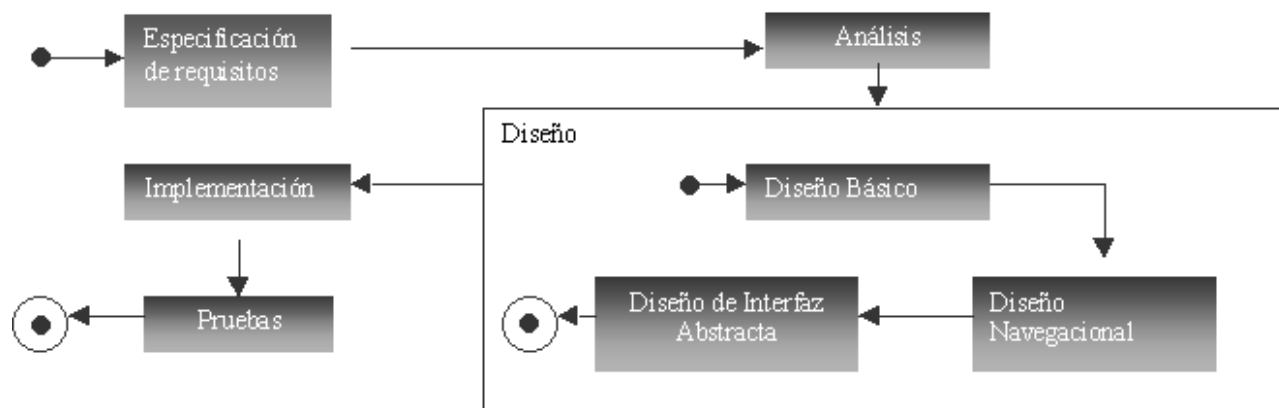 Especificación
de requisitos
Análisis
Diseño
Implementación
Diseño Básico
Diseño de Interfaz
Abstracta
Diseño
Navegacional
Pruebas